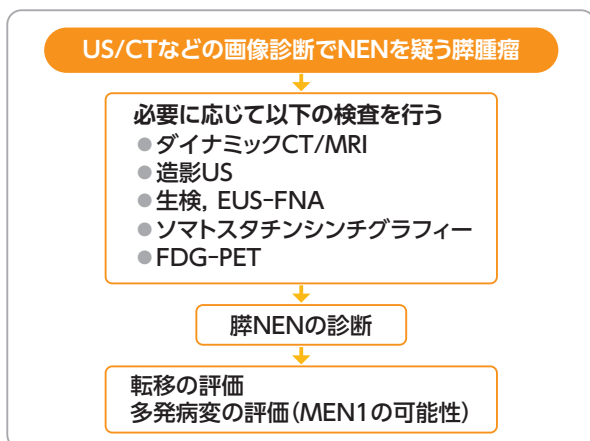 US/CTなどの画像診断でNENを疑う膵腫瘤
必要に応じて以下の検査を行う
●ダイナミックCT/MRI
●造影US
●生検，EUS-FNA
●ソマトスタチンシンチグラフィー
●FDG-PET
膵NENの診断
転移の評価
多発病変の評価（MEN1の可能性）